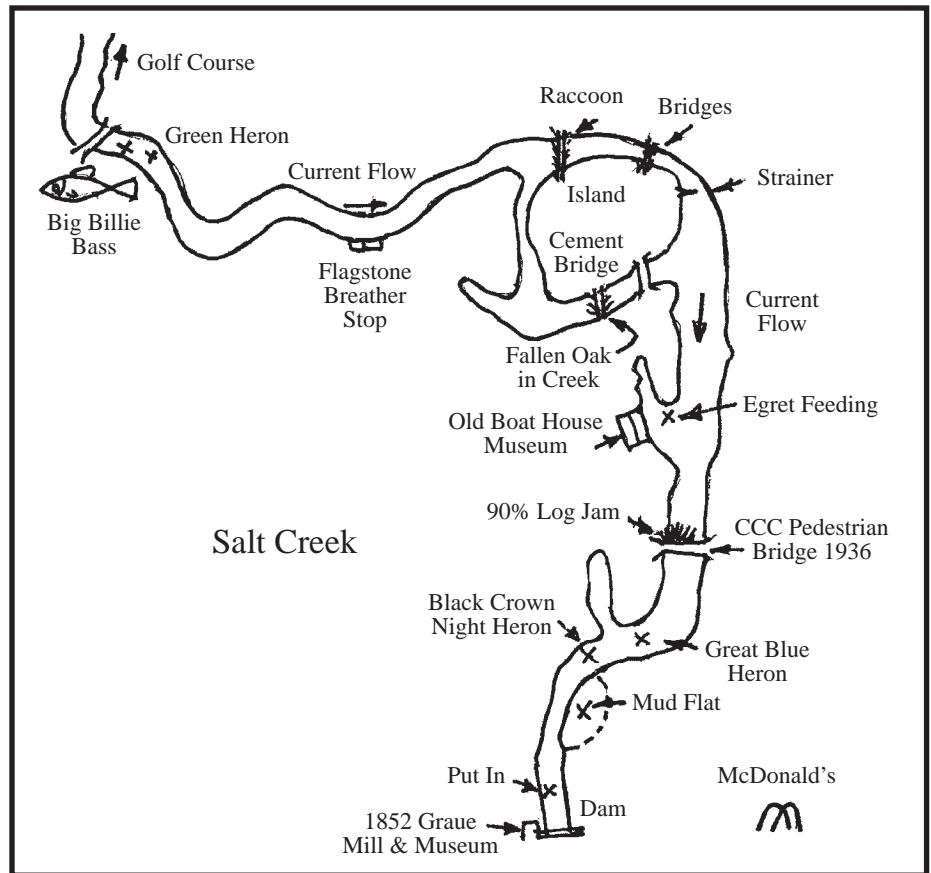 Golf Course
Raccoon
Bridges
Green Heron
Current Flow
Strainer
Island
Big Billie
Bass
Cement
Bridge
Flagstone
Breather
Stop
Current
Flow
Fallen Oak
in Creek
Egret Feeding
Old Boat House
Museum
90% Log Jam
CCC Pedestrian
Bridge 1936
Salt Creek
Black Crown
Night Heron
Great Blue
Heron
Mud Flat
Put In
McDonald's
Dam
1852 Graue
Mill & Museum